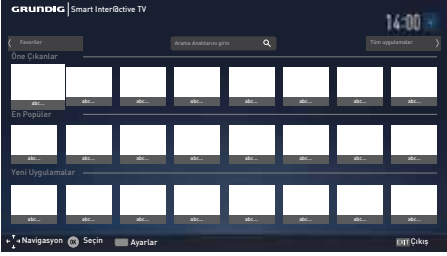 GRUNDIG Smart Inter@ctive TV
14:00
Favoriler Arama Anahtarını girin Tüm uygulamalar
Öne Çıkanlar
abc... abc... abc... abc... abc... abc... abc... abc...
En Popüler
abc... abc... abc... abc... abc... abc... abc... abc...
Yeni Uygulamalar
abc... abc... abc... abc... abc... abc... abc... abc...
Navigasyon OK Seçin Ayarlar EXIT Çıkış